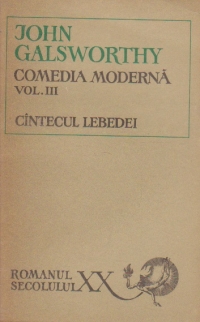 JOHN
GALSWORTHY
COMEDIA MODERNĂ
VOL. III
CÎNTECUL LEBEDEI
ROMANUL
SECOLULUI XX